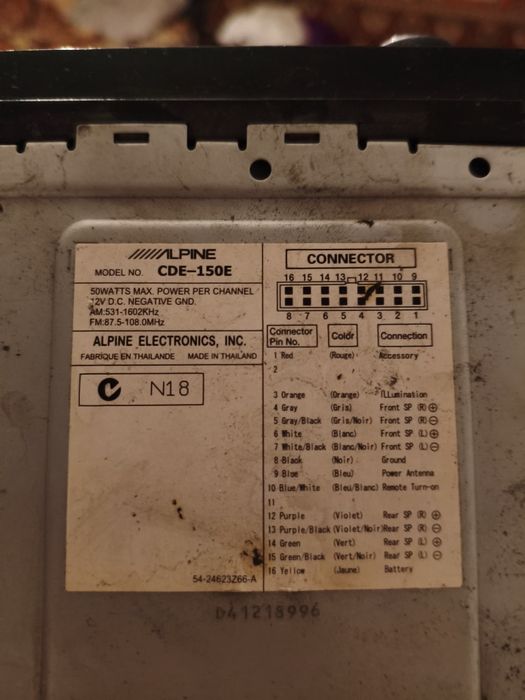 ALPINE
MODEL NO. CDE-150E
50WATTS MAX. POWER PER CHANNEL
12V D.C. NEGATIVE GND.
AM:531-1602KHz
FM:87.5-108.0MHz
ALPINE ELECTRONICS, INC.
FABRIQUE EN THAILANDE MADE IN THAILAND
N18
54-24623Z66-A
CONNECTOR
16 15 14 13 12 11 10 9
8 7 6 5 4 3 2 1
Connector Pin No. Color Connection
1 Red (Rouge) Accessory
2
3 Orange (Orange) ILLumination
4 Gray (Gris) Front SP (R) ⊕
5 Gray/Black (Gris/Noir) Front SP (R) ⊖
6 White (Blanc) Front SP (L) ⊕
7 White/Black (Blanc/Noir) Front SP (L) ⊖
8 Black (Noir) Ground
9 Blue (Bleu) Power Antenna
10 Blue/White (Bleu/Blanc) Remote Turn-on
11
12 Purple (Violet) Rear SP (R) ⊕
13 Purple/Black (Violet/Noir) Rear SP (R) ⊖
14 Green (Vert) Rear SP (L) ⊕
15 Green/Black (Vert/Noir) Rear SP (L) ⊖
16 Yellow (Jaune) Battery
D41218996